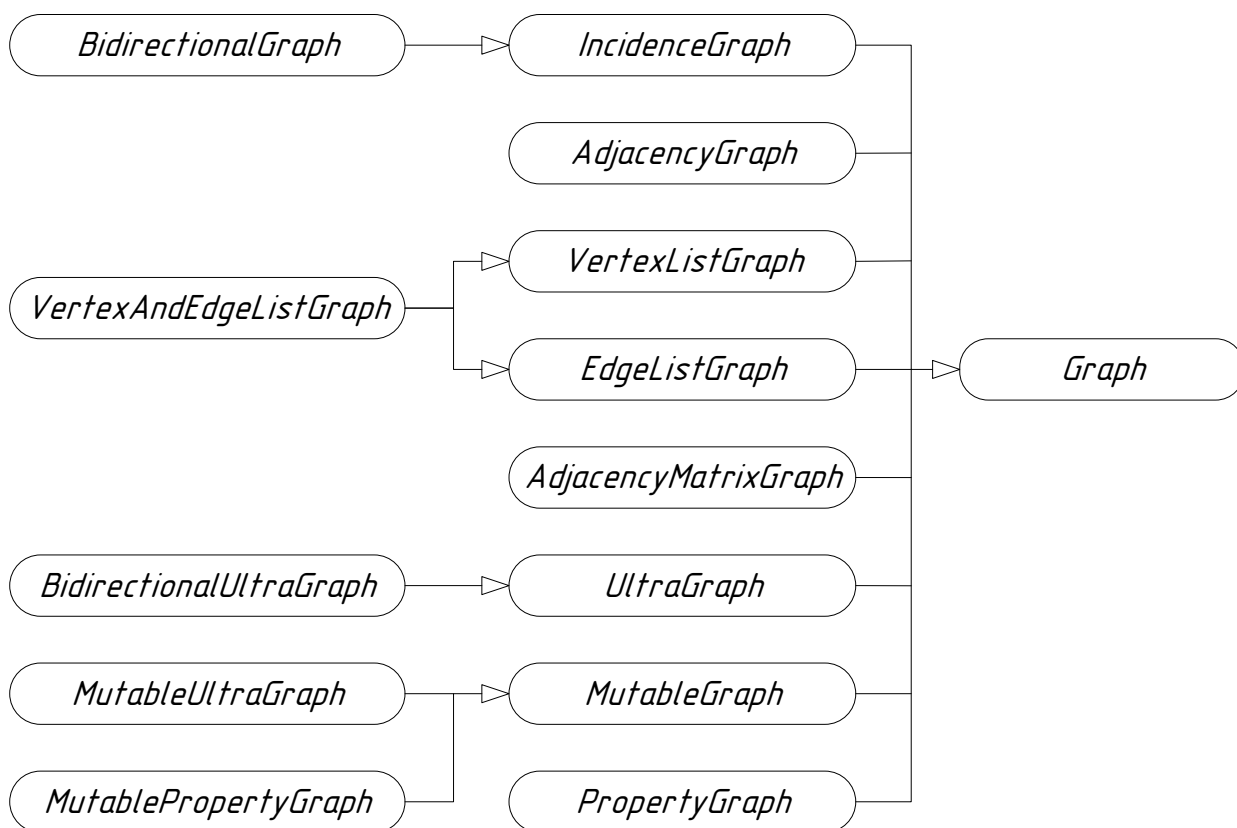 BidirectionalGraph
IncidenceGraph
AdjacencyGraph
VertexListGraph
VertexAndEdgeListGraph
EdgeListGraph
Graph
AdjacencyMatrixGraph
BidirectionalUltraGraph
UltraGraph
MutableUltraGraph
MutableGraph
MutablePropertyGraph
PropertyGraph